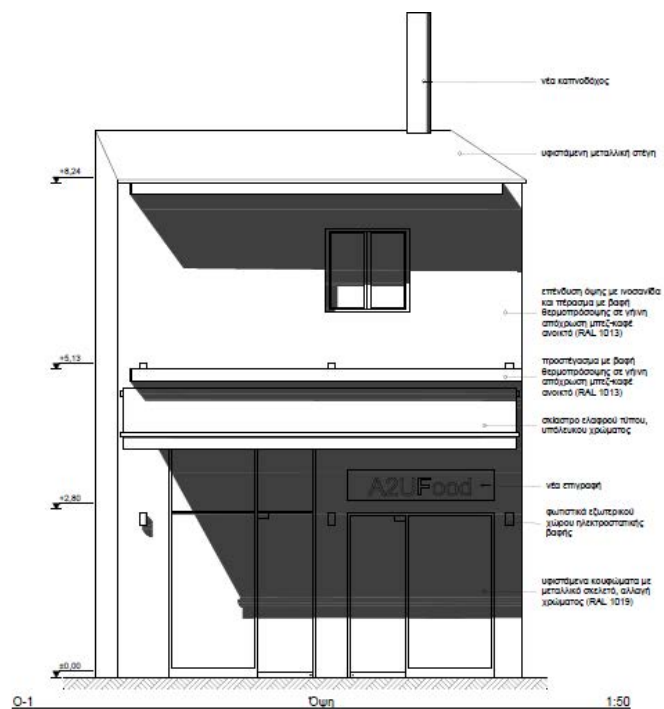 νέα καπνοδόχος
υφιστάμενη μεταλλική στέγη
+8,24
επένδυση όψης με ινοσανίδα
και πέρασμα με βαφή
θερμοπρόσοψης σε γήινη
απόχρωση μπεζ-καφέ
ανοικτό (RAL 1013)
+5,13
προστέγασμα με βαφή
θερμοπρόσοψης σε γήινη
απόχρωση μπεζ-καφέ
ανοικτό (RAL 1013)
σκίαστρο ελαφρού τύπου,
υπόλευκου χρώματος
A2UFood
νέα επιγραφή
+2,80
φωτιστικά εξωτερικού
χώρου ηλεκτροστατικής
βαφής
υφιστάμενα κουφώματα με
μεταλλικό σκελετό, αλλαγή
χρώματος (RAL 1019)
±0,00
Ο-1 Όψη 1:50